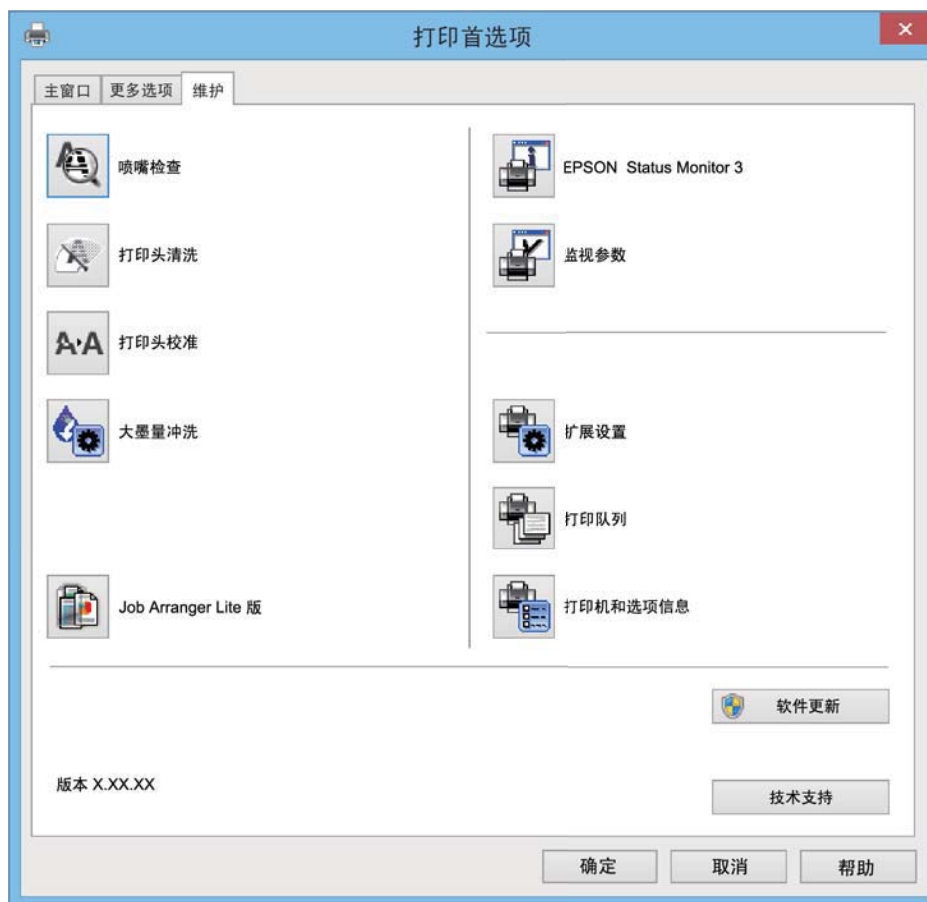 打印首选项
主窗口 更多选项 维护
喷嘴检查
打印头清洗
打印头校准
大墨量冲洗
Job Arranger Lite 版
EPSON Status Monitor 3
监视参数
扩展设置
打印队列
打印机和选项信息
软件更新
版本 X.XX.XX
技术支持
确定 取消 帮助